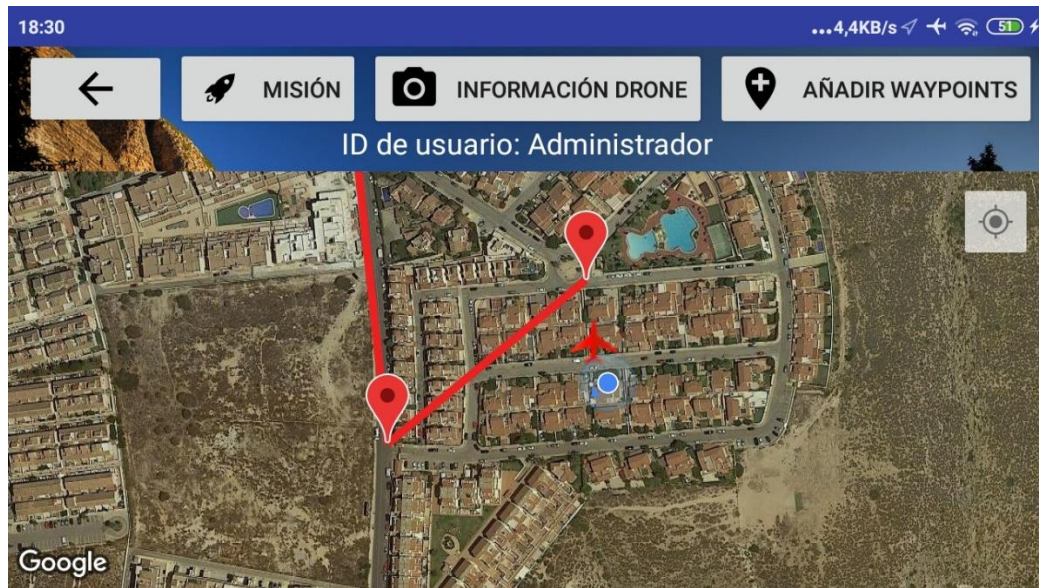 18:30
...4,4KB/s
51
MISIÓN
INFORMACIÓN DRONE
AÑADIR WAYPOINTS
ID de usuario: Administrador
Google